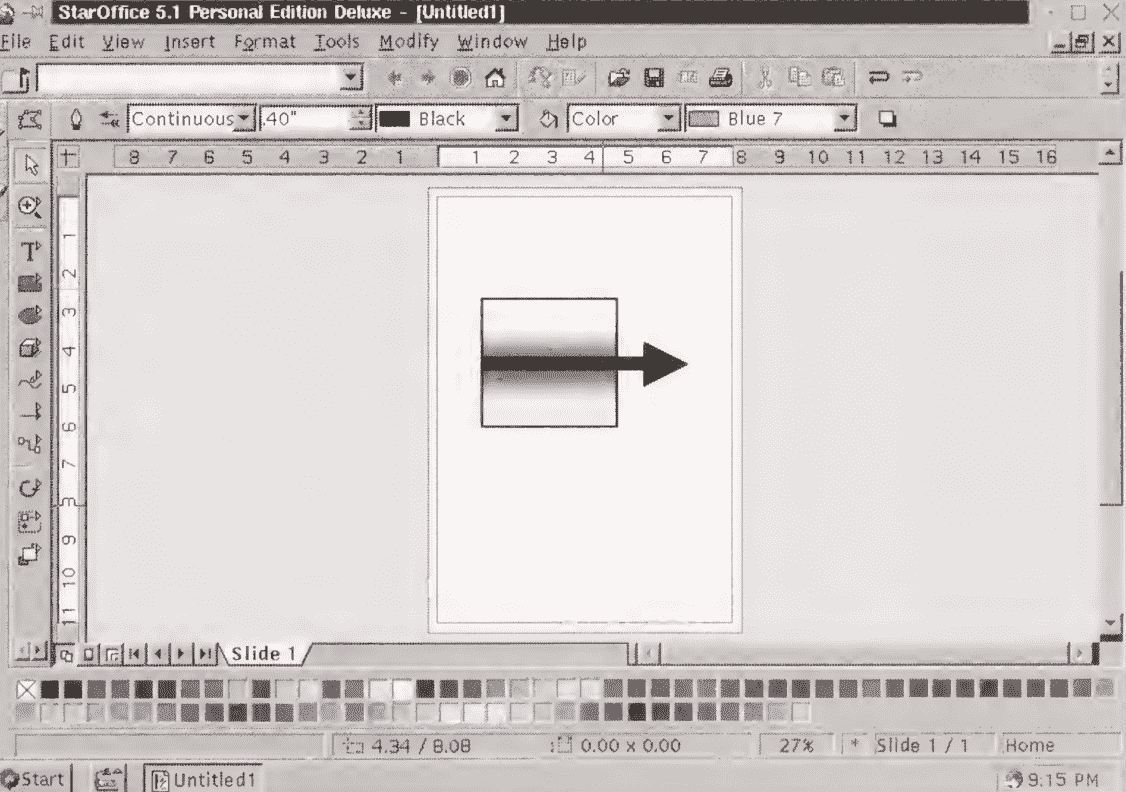 StarOffice 5.1 Personal Edition Deluxe - [Untitled1]
File Edit View Insert Format Tools Modify Window Help
Continuous .40" Black Color Blue 7
8 7 6 5 4 3 2 1 1 2 3 4 5 6 7 8 9 10 11 12 13 14 15 16
1
2
3
4
5
6
7
8
9
10
11
Slide 1
4.34 / 8.08 0.00 x 0.00 27% * Slide 1 / 1 Home
Start Untitled1 9:15 PM